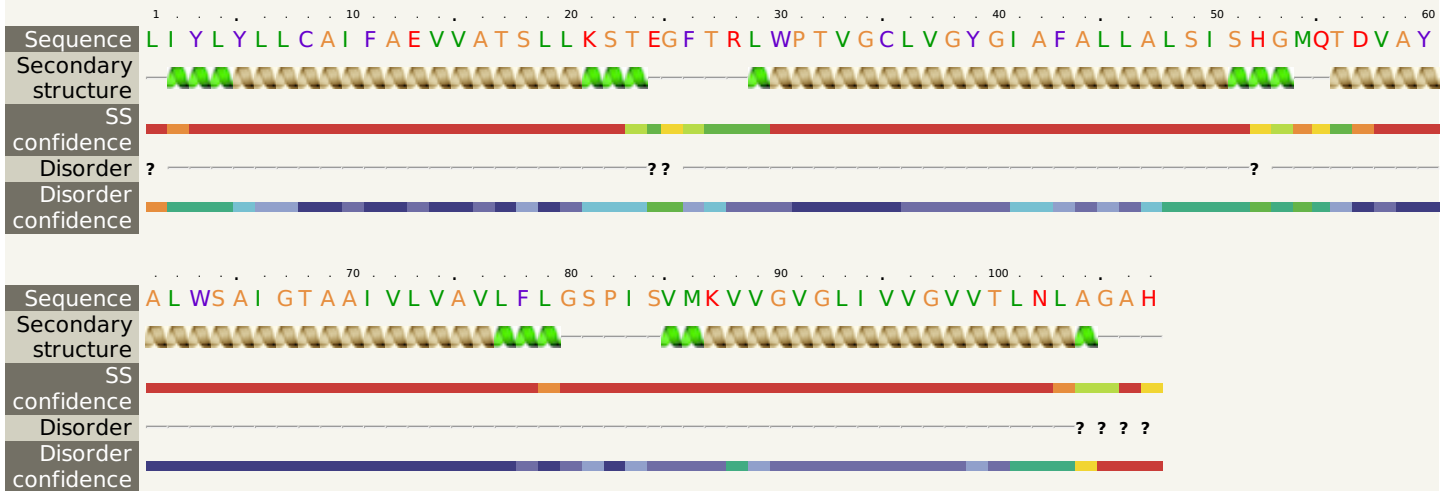 1 10 20 30 40 50 60
Sequence L I Y L Y L L C A I F A E V V A T S L L K S T E G F T R L W P T V G C L V G Y G I A F A L L A L S I S H G M Q T D V A Y
Secondary
structure
SS
confidence
Disorder ? ? ? ?
Disorder
confidence
70 80 90 100
Sequence A L W S A I G T A A I V L V A V L F L G S P I S V M K V V G V G L I V V G V V T L N L A G A H
Secondary
structure
SS
confidence
Disorder ? ? ? ?
Disorder
confidence